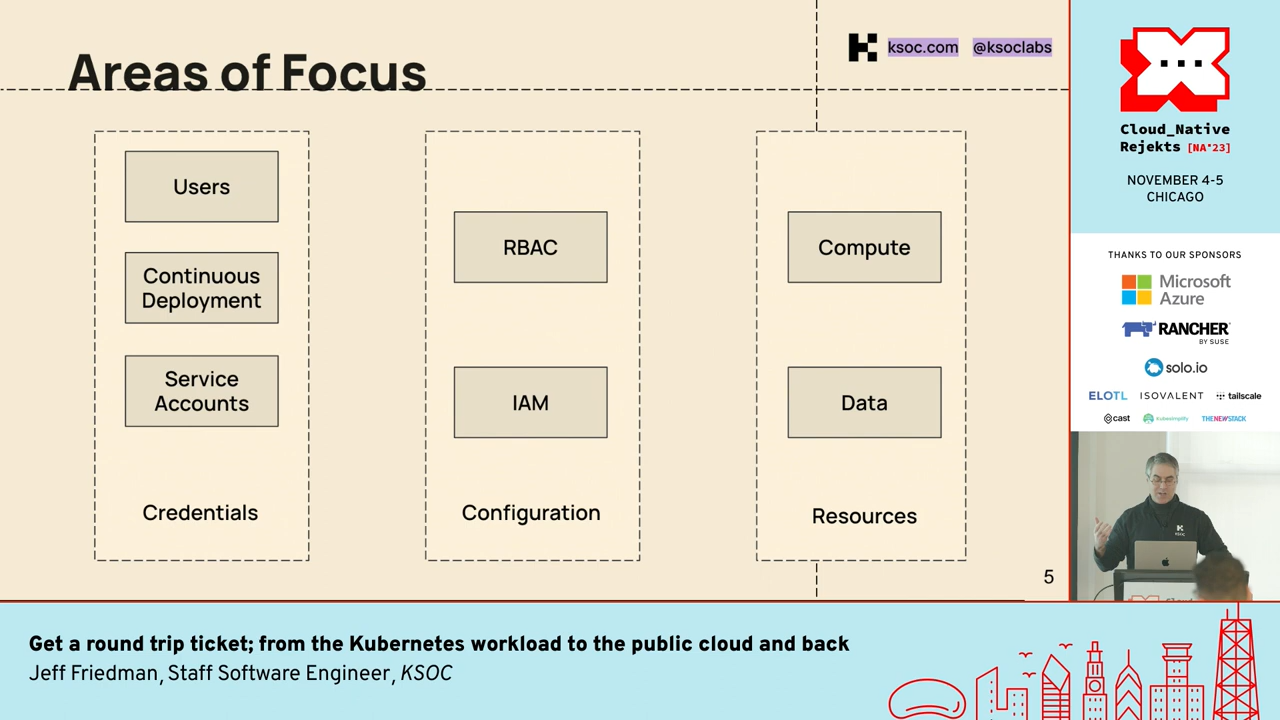 Areas of Focus
ksoc.com @ksoclabs
Users
Continuous
Deployment
Service
Accounts
Credentials
RBAC
IAM
Configuration
Compute
Data
Resources
5
Cloud_Native
Rejekts [NA'23]
NOVEMBER 4-5
CHICAGO
THANKS TO OUR SPONSORS
Microsoft
Azure
RANCHER
BY SUSE
solo.io
ELOTL ISOVALENT tailscale
cast kubesimplify THENEWSTACK
KSOC
Get a round trip ticket; from the Kubernetes workload to the public cloud and back
Jeff Friedman, Staff Software Engineer, KSOC